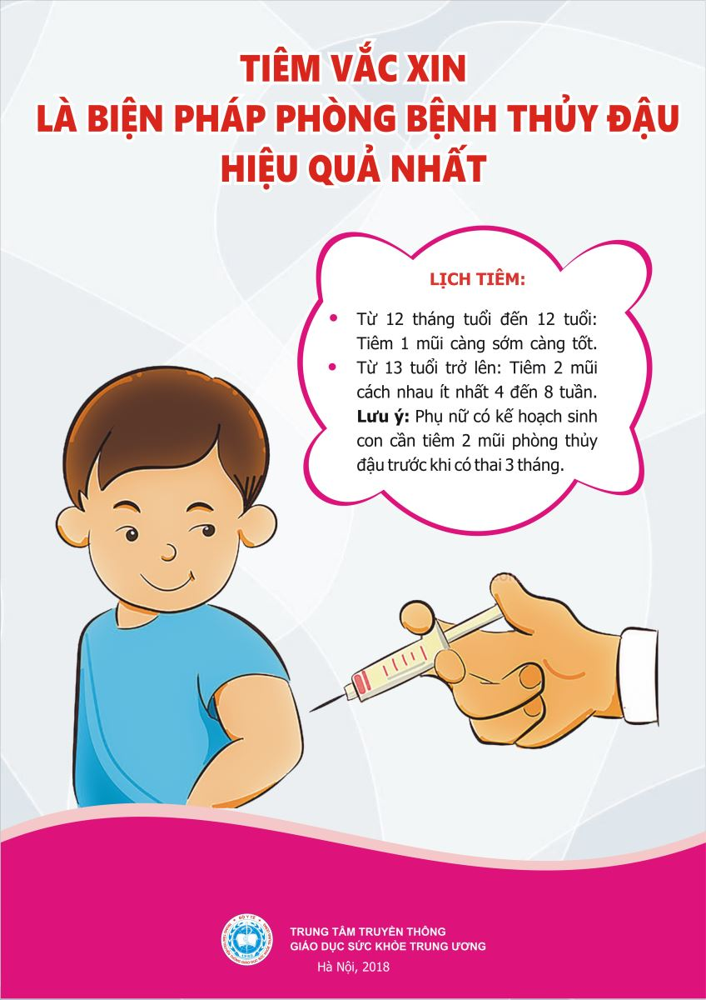 TIÊM VẮC XIN
LÀ BIỆN PHÁP PHÒNG BỆNH THỦY ĐẬU
HIỆU QUẢ NHẤT
LỊCH TIÊM:
• Từ 12 tháng tuổi đến 12 tuổi:
Tiêm 1 mũi càng sớm càng tốt.
• Từ 13 tuổi trở lên: Tiêm 2 mũi
cách nhau ít nhất 4 đến 8 tuần.
Lưu ý: Phụ nữ có kế hoạch sinh
con cần tiêm 2 mũi phòng thủy
đậu trước khi có thai 3 tháng.
BỘ Y TẾ
TRUNG TÂM TRUYỀN THÔNG
GIÁO DỤC SỨC KHỎE TRUNG ƯƠNG
Hà Nội, 2018